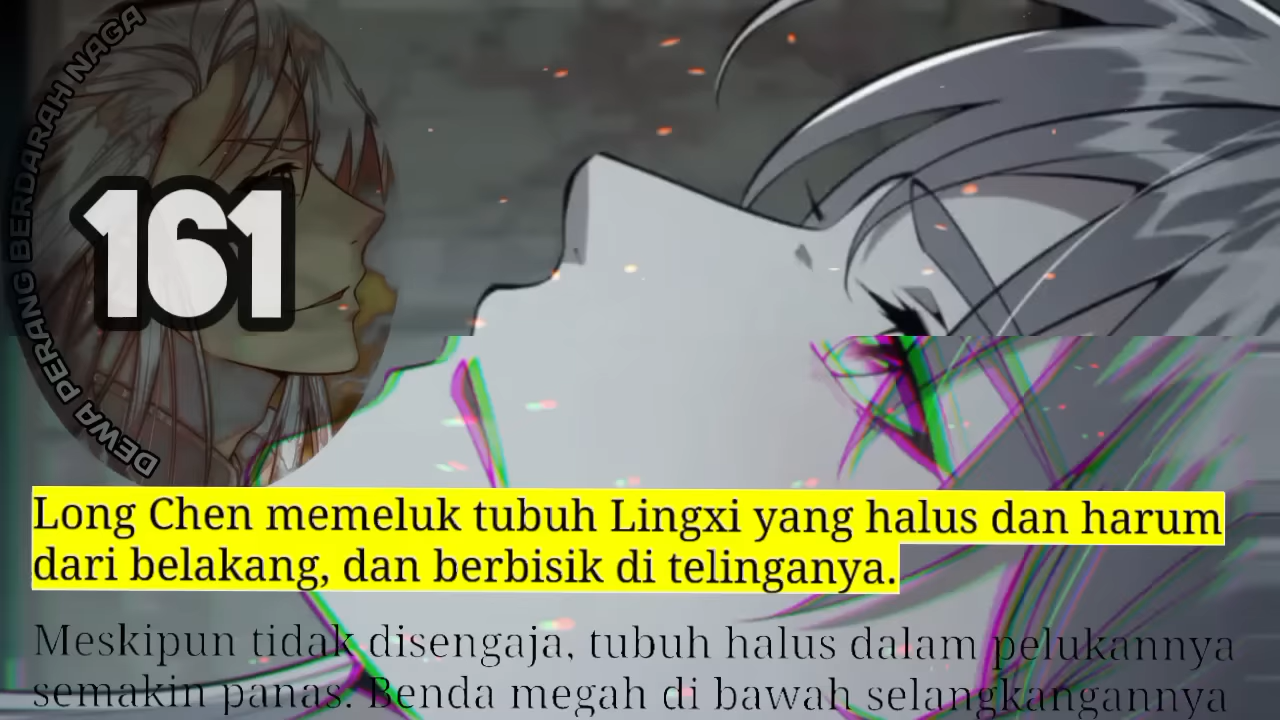 DEWA PERANG BERDARAH NAGA
161
Long Chen memeluk tubuh Lingxi yang halus dan harum
dari belakang, dan berbisik di telinganya.
Meskipun tidak disengaja, tubuh halus dalam pelukannya
semakin panas. Benda megah di bawah selangkangannya